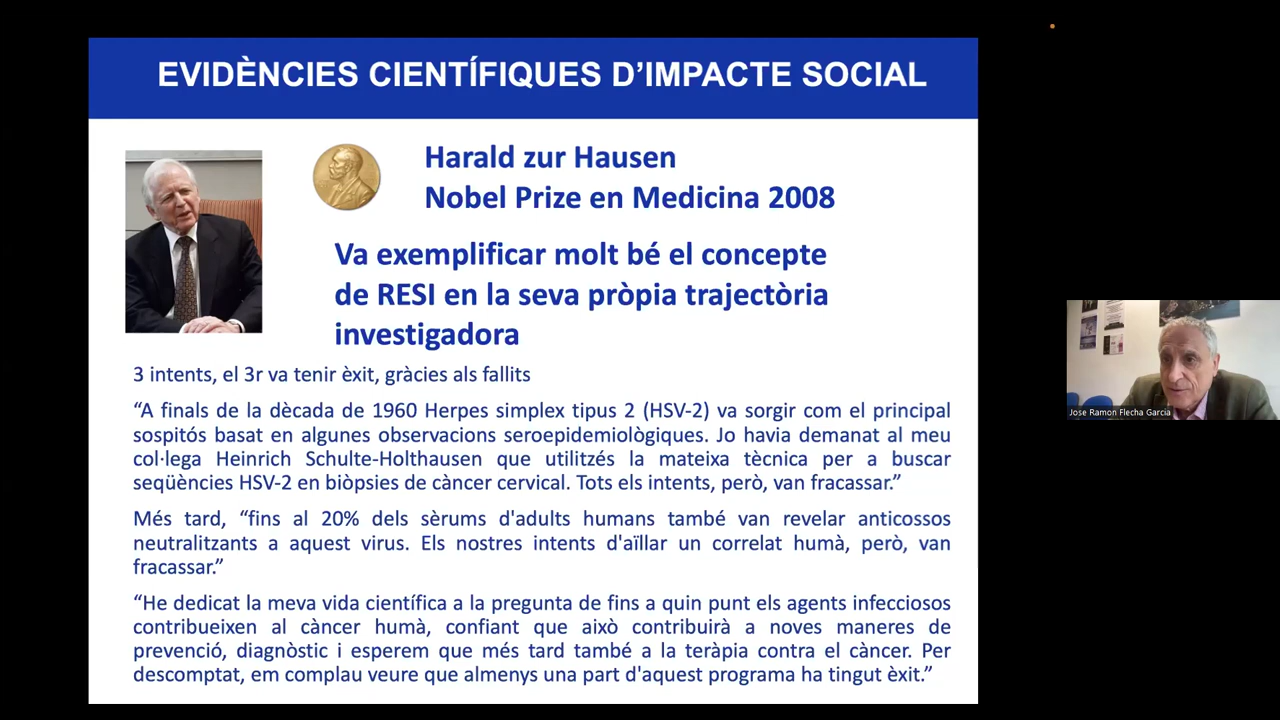 EVIDÈNCIES CIENTÍFIQUES D’IMPACTE SOCIAL
Harald zur Hausen
Nobel Prize en Medicina 2008
Va exemplificar molt bé el concepte
de RESI en la seva pròpia trajectòria
investigadora
3 intents, el 3r va tenir èxit, gràcies als fallits
“A finals de la dècada de 1960 Herpes simplex tipus 2 (HSV-2) va sorgir com el principal
sospitós basat en algunes observacions seroepidemiològiques. Jo havia demanat al meu
col·lega Heinrich Schulte-Holthausen que utilitzés la mateixa tècnica per a buscar
seqüències HSV-2 en biòpsies de càncer cervical. Tots els intents, però, van fracassar.”
Més tard, “fins al 20% dels sèrums d'adults humans també van revelar anticossos
neutralitzants a aquest virus. Els nostres intents d'aïllar un correlat humà, però, van
fracassar.”
“He dedicat la meva vida científica a la pregunta de fins a quin punt els agents infecciosos
contribueixen al càncer humà, confiant que això contribuirà a noves maneres de
prevenció, diagnòstic i esperem que més tard també a la teràpia contra el càncer. Per
descomptat, em complau veure que almenys una part d'aquest programa ha tingut èxit.”
Jose Ramon Flecha Garcia